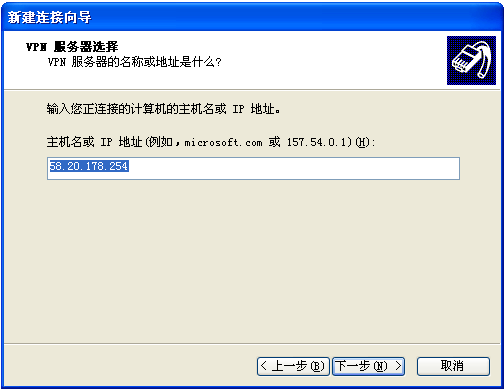 新建连接向导
VPN 服务器选择
VPN 服务器的名称或地址是什么?
输入您正连接的计算机的主机名或 IP 地址。
主机名或 IP 地址(例如，microsoft.com 或 157.54.0.1)(H):
58.20.178.254
< 上一步(B) 下一步(N) > 取消